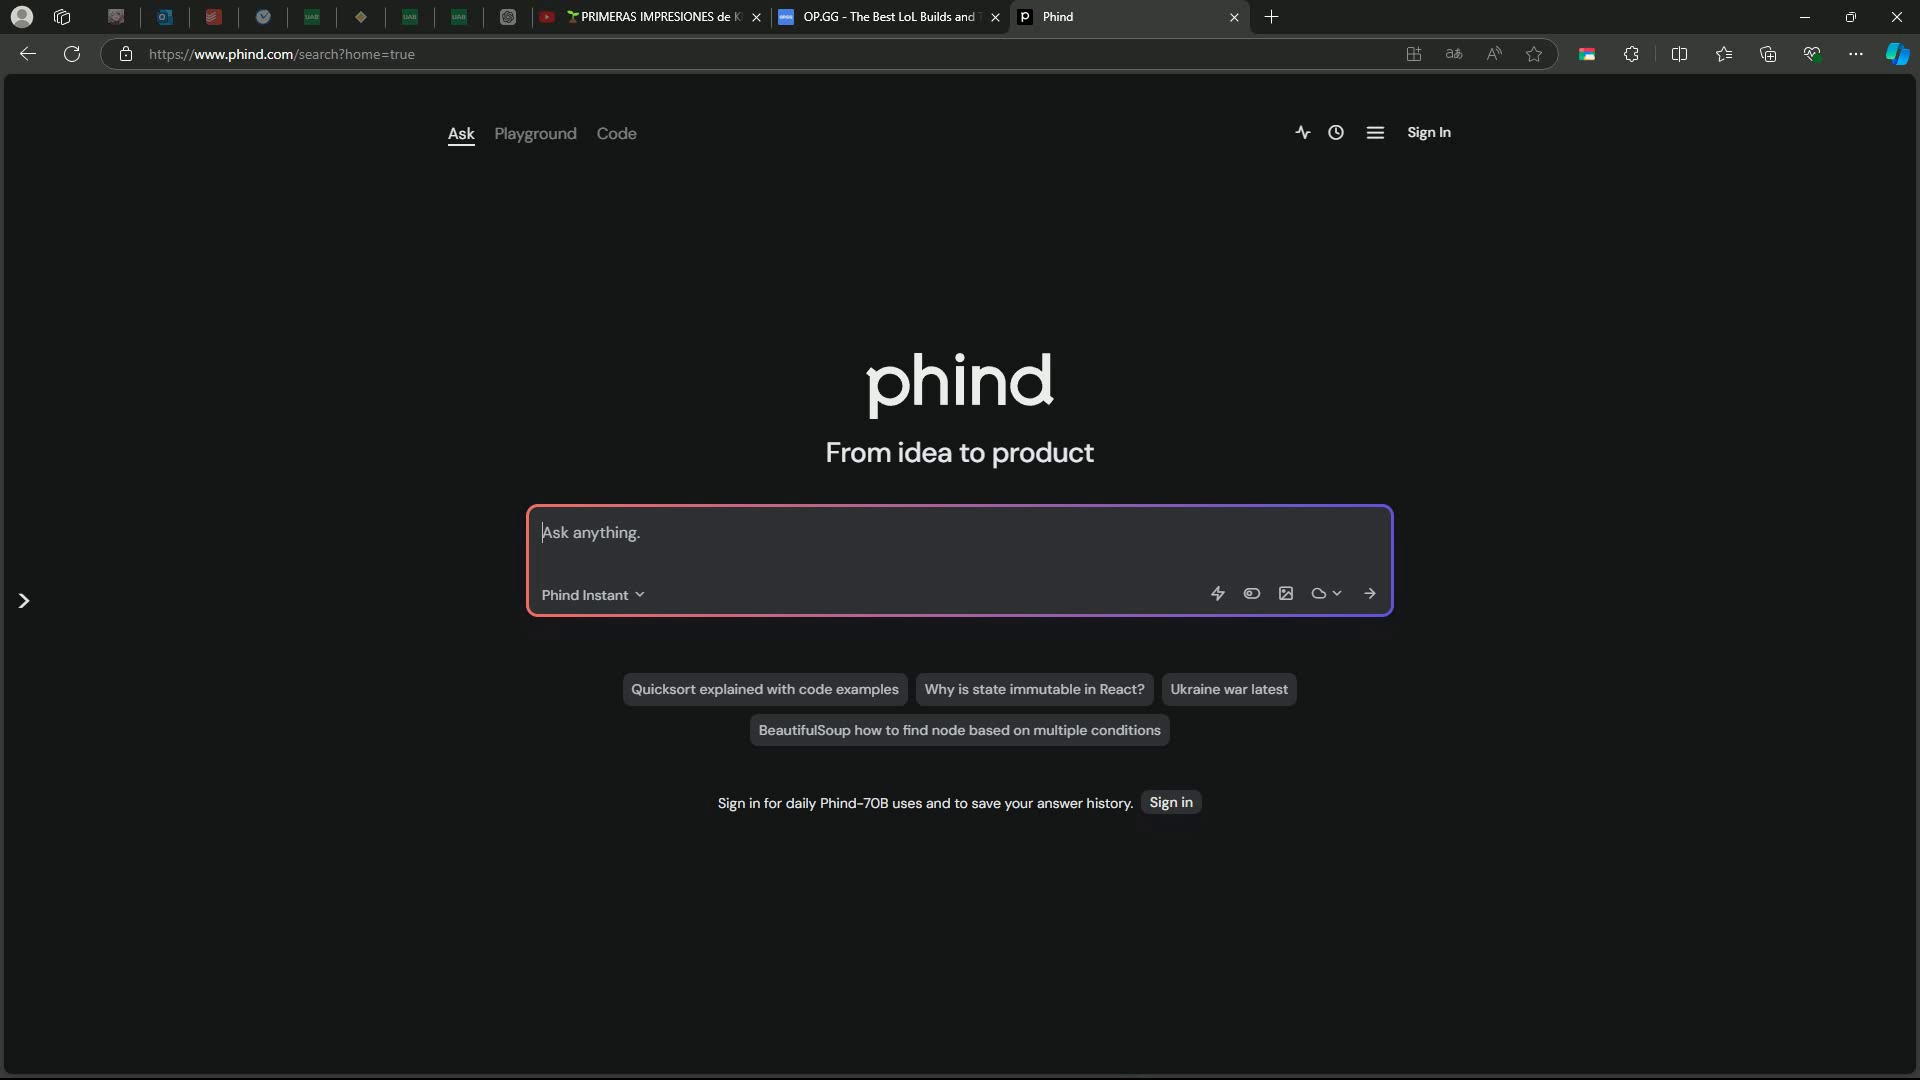 PRIMERAS IMPRESIONES de K
OP.GG - The Best LoL Builds and T
Phind
https://www.phind.com/search?home=true
Ask Playground Code
Sign In
phind
From idea to product
Ask anything.
Phind Instant
Quicksort explained with code examples
Why is state immutable in React?
Ukraine war latest
BeautifulSoup how to find node based on multiple conditions
Sign in for daily Phind-70B uses and to save your answer history.
Sign in